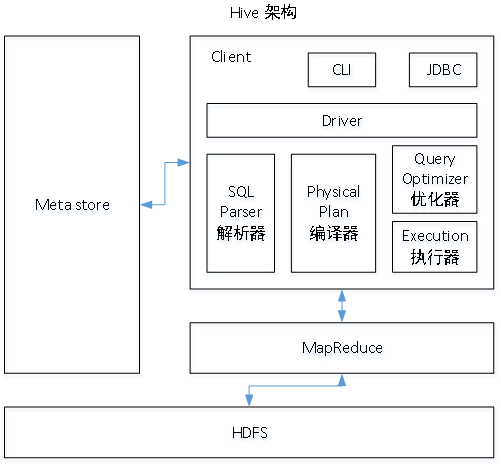 Hive 架构
Client
CLI
JDBC
Driver
Meta store
SQL
Parser
解析器
Physical
Plan
编译器
Query
Optimizer
优化器
Execution
执行器
MapReduce
HDFS